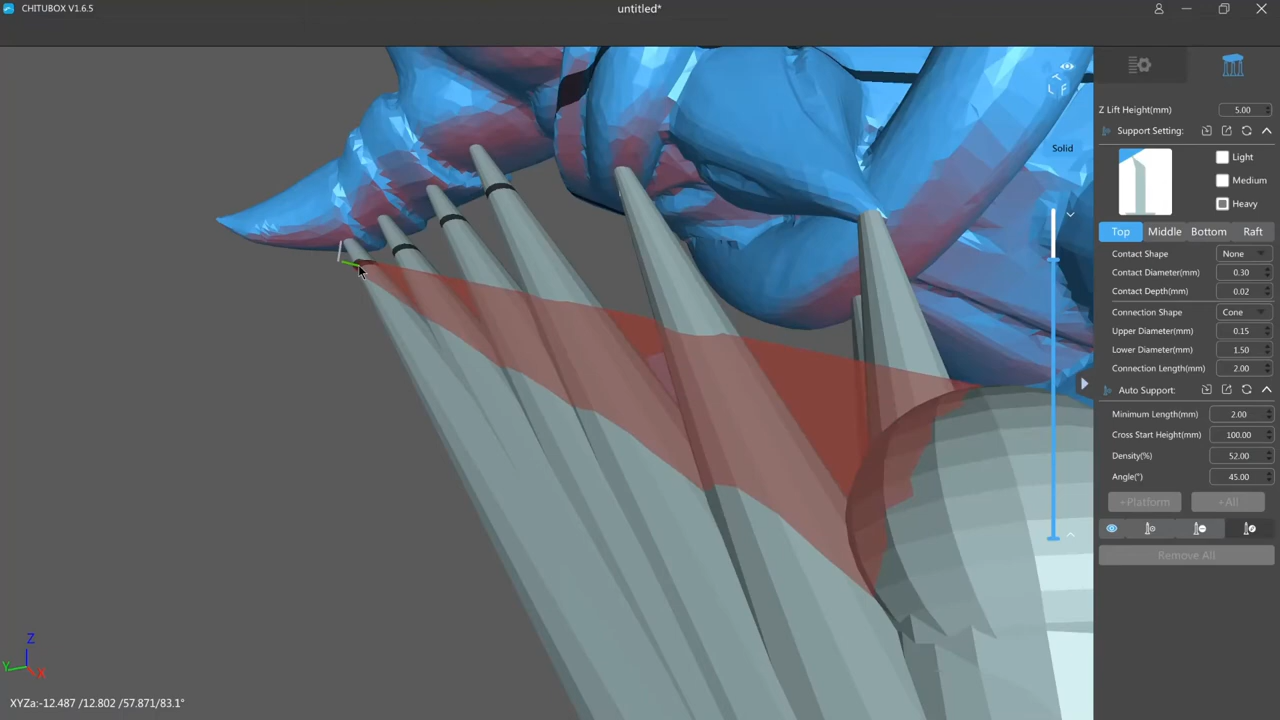 CHITUBOX V1.6.5
untitled*
Z Lift Height(mm) 5.00
Support Setting:
Light
Medium
Heavy
Solid
Top Middle Bottom Raft
Contact Shape None
Contact Diameter(mm) 0.30
Contact Depth(mm) 0.02
Connection Shape Cone
Upper Diameter(mm) 0.15
Lower Diameter(mm) 1.50
Connection Length(mm) 2.00
Auto Support:
Minimum Length(mm) 2.00
Cross Start Height(mm) 100.00
Density(%) 52.00
Angle(°) 45.00
+Platform +All
Remove All
Z
Y
X
XYZa:-12.487 /12.802 /57.871/83.1°